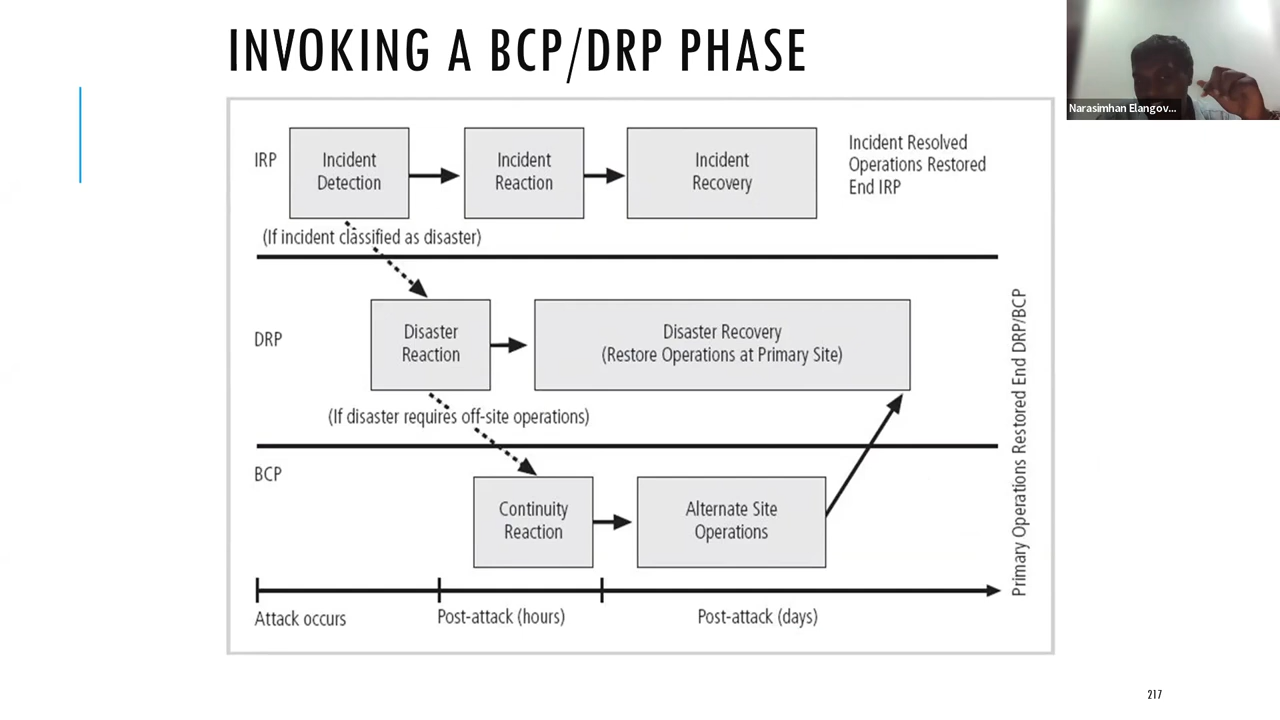 INVOKING A BCP/DRP PHASE
Narasimhan Elangov...
IRP
Incident
Detection
Incident
Reaction
Incident
Recovery
Incident Resolved
Operations Restored
End IRP
(If incident classified as disaster)
DRP
Disaster
Reaction
Disaster Recovery
(Restore Operations at Primary Site)
(If disaster requires off-site operations)
BCP
Continuity
Reaction
Alternate Site
Operations
Primary Operations Restored End DRP/BCP
Attack occurs
Post-attack (hours)
Post-attack (days)
217